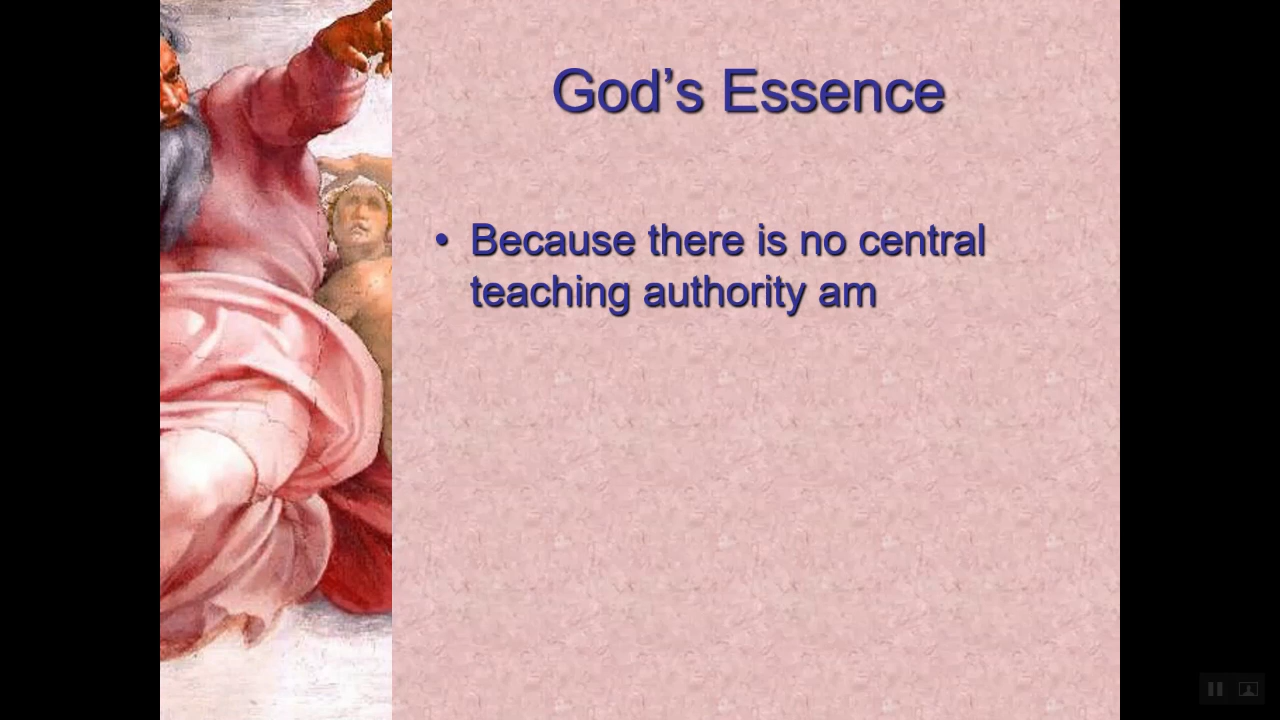 God’s Essence
• Because there is no central
teaching authority am